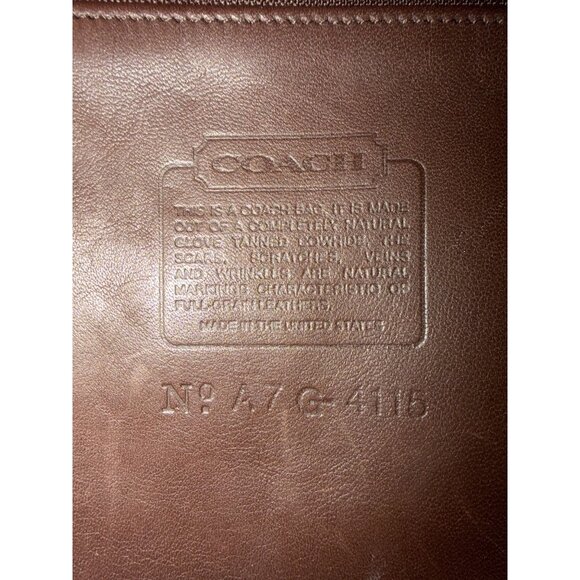 COACH
THIS IS A COACH BAG. IT IS MADE
OUT OF A COMPLETELY NATURAL
GLOVE TANNED COWHIDE. THE
SCARS, SCRATCHES, VEINS
AND WRINKLES ARE NATURAL
MARKINGS CHARACTERISTIC OF
FULL-GRAIN LEATHERS.
MADE IN THE UNITED STATES
Nº A7G-4115